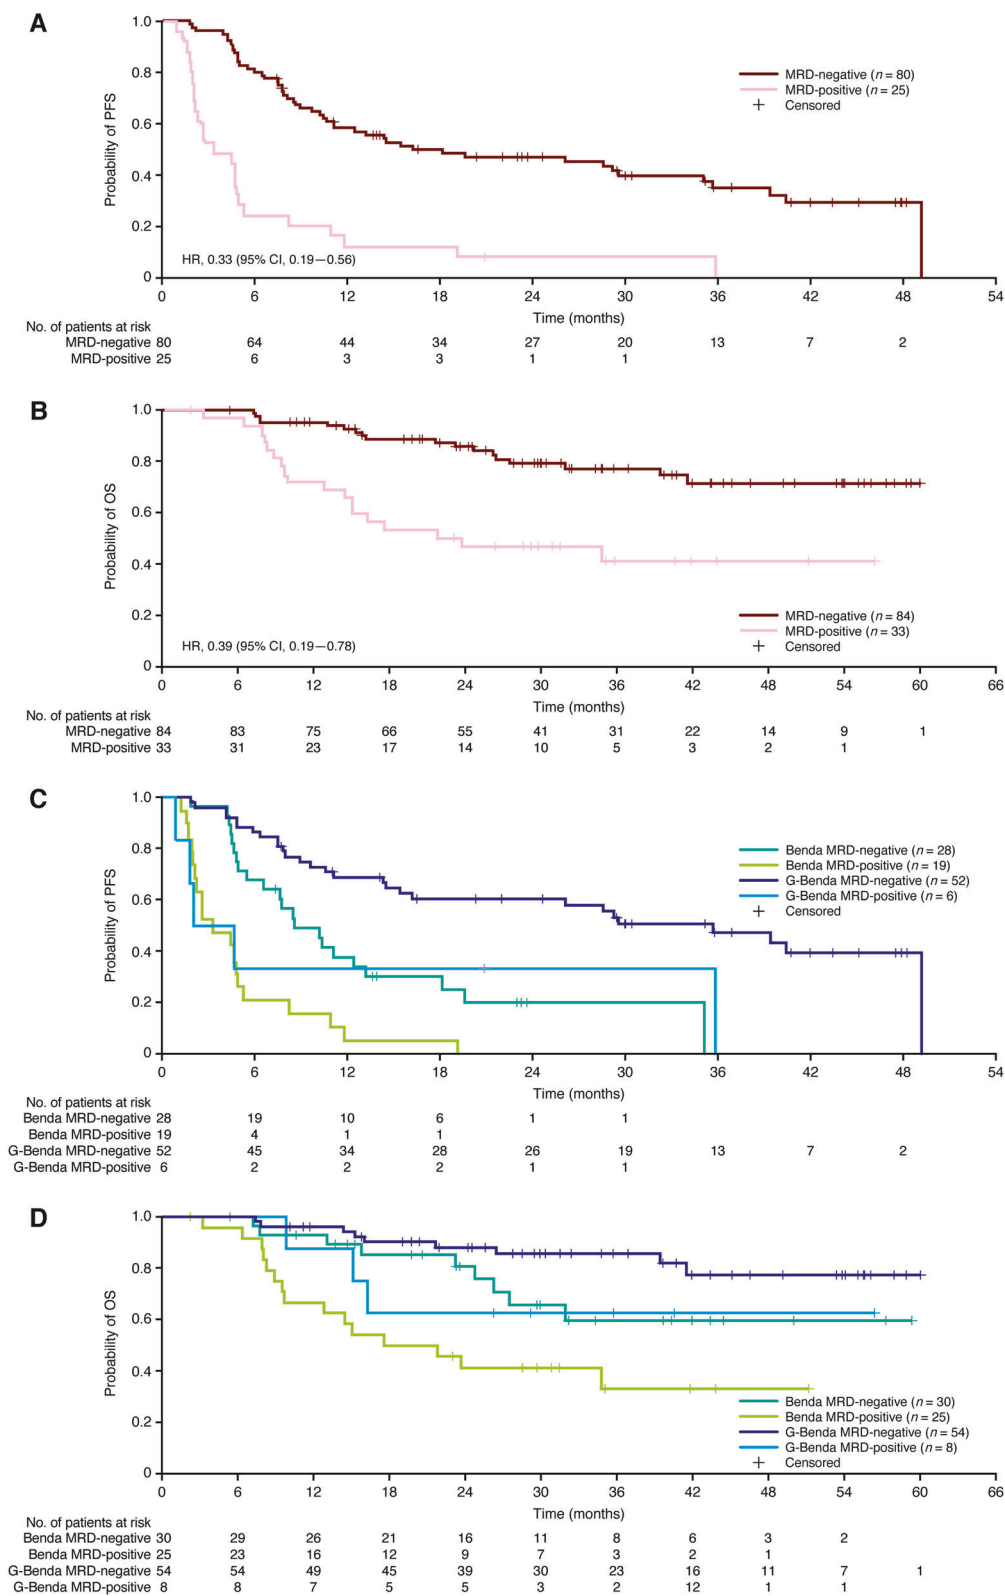 A
1.0
0.8
0.6
0.4
0.2
0
Probability of PFS
MRD-negative (n = 80)
MRD-positive (n = 25)
Censored
HR, 0.33 (95% CI, 0.19—0.56)
0 6 12 18 24 30 36 42 48 54
Time (months)
No. of patients at risk
MRD-negative 80 64 44 34 27 20 13 7 2
MRD-positive 25 6 3 3 1 1
B
1.0
0.8
0.6
0.4
0.2
0
Probability of OS
MRD-negative (n = 84)
MRD-positive (n = 33)
Censored
HR, 0.39 (95% CI, 0.19—0.78)
0 6 12 18 24 30 36 42 48 54 60 66
Time (months)
No. of patients at risk
MRD-negative 84 83 75 66 55 41 31 22 14 9 1
MRD-positive 33 31 23 17 14 10 5 3 2 1
C
1.0
0.8
0.6
0.4
0.2
0
Probability of PFS
Benda MRD-negative (n = 28)
Benda MRD-positive (n = 19)
G-Benda MRD-negative (n = 52)
G-Benda MRD-positive (n = 6)
Censored
0 6 12 18 24 30 36 42 48 54
Time (months)
No. of patients at risk
Benda MRD-negative 28 19 10 6 1 1
Benda MRD-positive 19 4 1 1
G-Benda MRD-negative 52 45 34 28 26 19 13 7 2
G-Benda MRD-positive 6 2 2 2 1 1
D
1.0
0.8
0.6
0.4
0.2
0
Probability of OS
Benda MRD-negative (n = 30)
Benda MRD-positive (n = 25)
G-Benda MRD-negative (n = 54)
G-Benda MRD-positive (n = 8)
Censored
0 6 12 18 24 30 36 42 48 54 60 66
Time (months)
No. of patients at risk
Benda MRD-negative 30 29 26 21 16 11 8 6 3 2
Benda MRD-positive 25 23 16 12 9 7 3 2 1
G-Benda MRD-negative 54 54 49 45 39 30 23 16 11 7 1
G-Benda MRD-positive 8 8 7 5 5 3 2 12 1 1